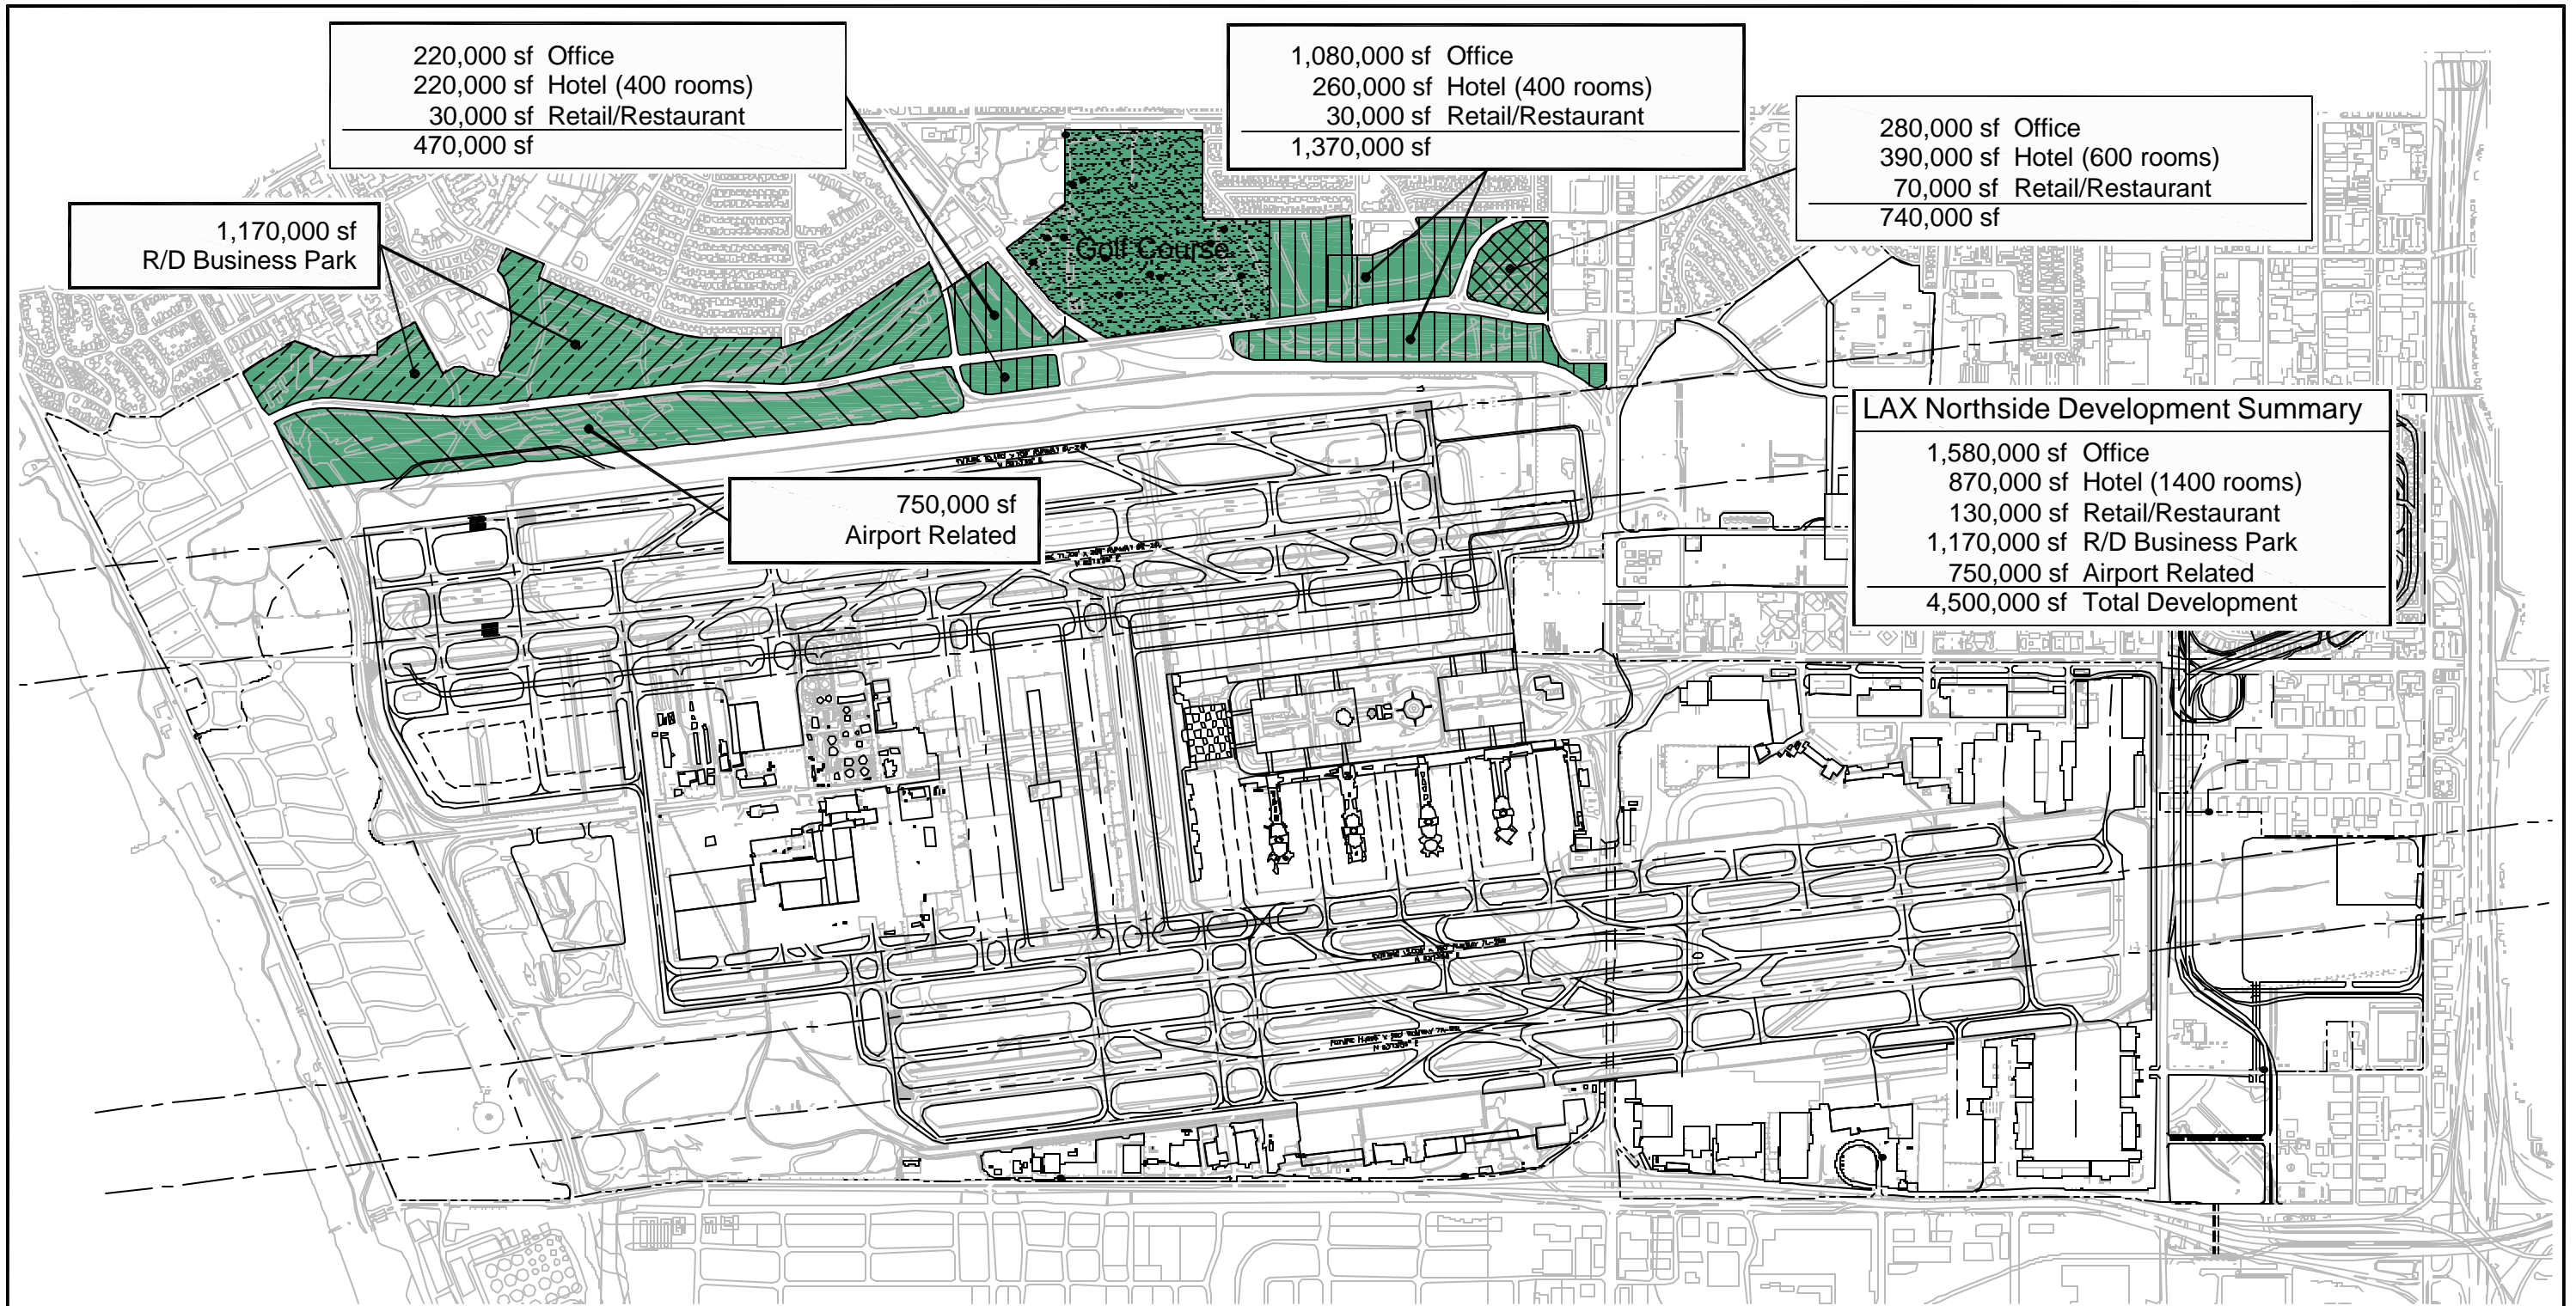 220,000 sf Office
220,000 sf Hotel (400 rooms)
30,000 sf Retail/Restaurant
470,000 sf
1,080,000 sf Office
260,000 sf Hotel (400 rooms)
30,000 sf Retail/Restaurant
1,370,000 sf
280,000 sf Office
390,000 sf Hotel (600 rooms)
70,000 sf Retail/Restaurant
740,000 sf
1,170,000 sf
R/D Business Park
Golf Course
750,000 sf
Airport Related
LAX Northside Development Summary
1,580,000 sf Office
870,000 sf Hotel (1400 rooms)
130,000 sf Retail/Restaurant
1,170,000 sf R/D Business Park
750,000 sf Airport Related
4,500,000 sf Total Development